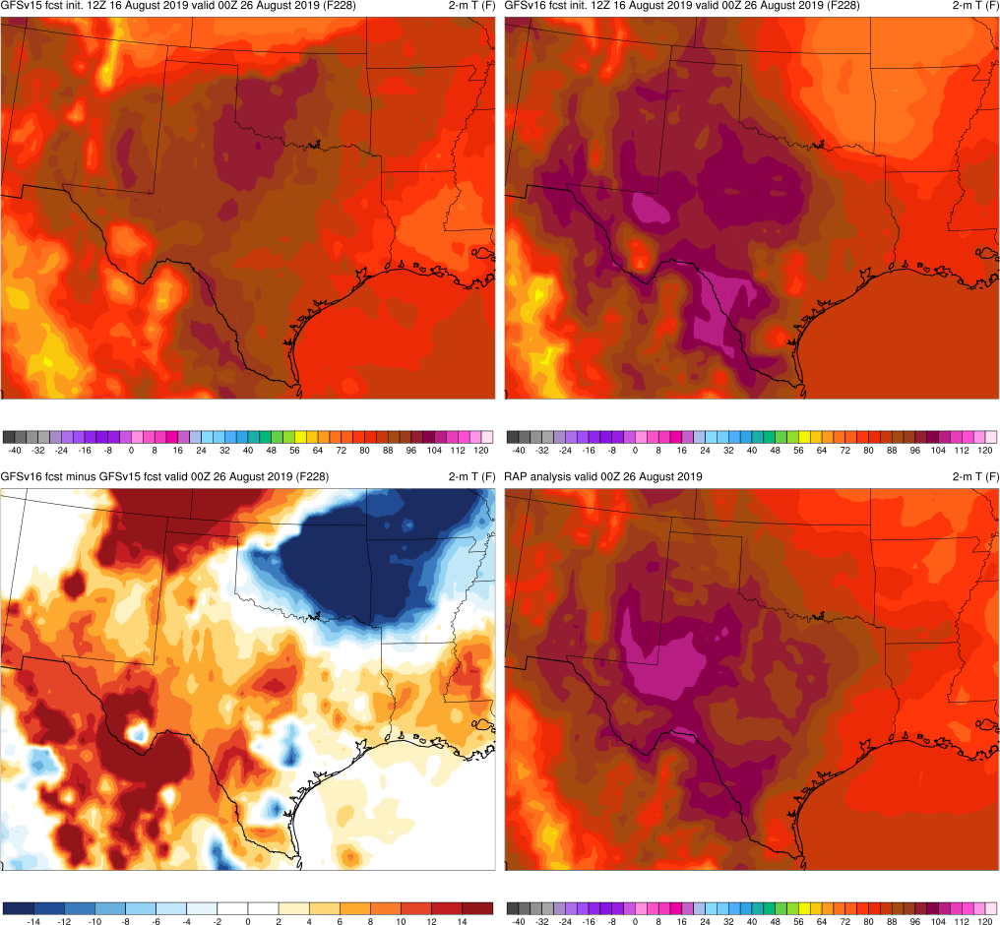 GFSv15 fcst init. 12Z 16 August 2019 valid 00Z 26 August 2019 (F228) 2-m T (F)
GFSv16 fcst init. 12Z 16 August 2019 valid 00Z 26 August 2019 (F228) 2-m T (F)
-40 -32 -24 -16 -8 0 8 16 24 32 40 48 56 64 72 80 88 96 104 112 120
-40 -32 -24 -16 -8 0 8 16 24 32 40 48 56 64 72 80 88 96 104 112 120
GFSv16 fcst minus GFSv15 fcst valid 00Z 26 August 2019 (F228) 2-m T (F)
RAP analysis valid 00Z 26 August 2019 2-m T (F)
-14 -12 -10 -8 -6 -4 -2 0 2 4 6 8 10 12 14
-40 -32 -24 -16 -8 0 8 16 24 32 40 48 56 64 72 80 88 96 104 112 120